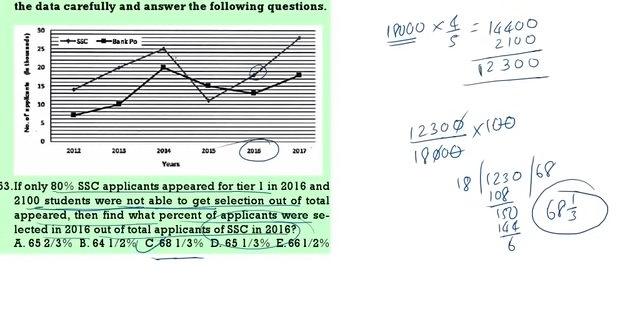 the data carefully and answer the following questions.
30
25
20
15
10
5
0
No. of applicants (in thousands)
SSC
Bank Po
2012
2013
2014
2015
2016
2017
Years
53.If only 80% SSC applicants appeared for tier 1 in 2016 and
2100 students were not able to get selection out of total
appeared, then find what percent of applicants were se-
lected in 2016 out of total applicants of SSC in 2016?
A. 65 2/3% B. 64 1/2% C. 68 1/3% D. 65 1/3% E. 66 1/2%
18000 × 4/5 = 14400
2100
12300
12300/18000 × 100
18 | 1230 | 68
108
150
144
6
68 1/3